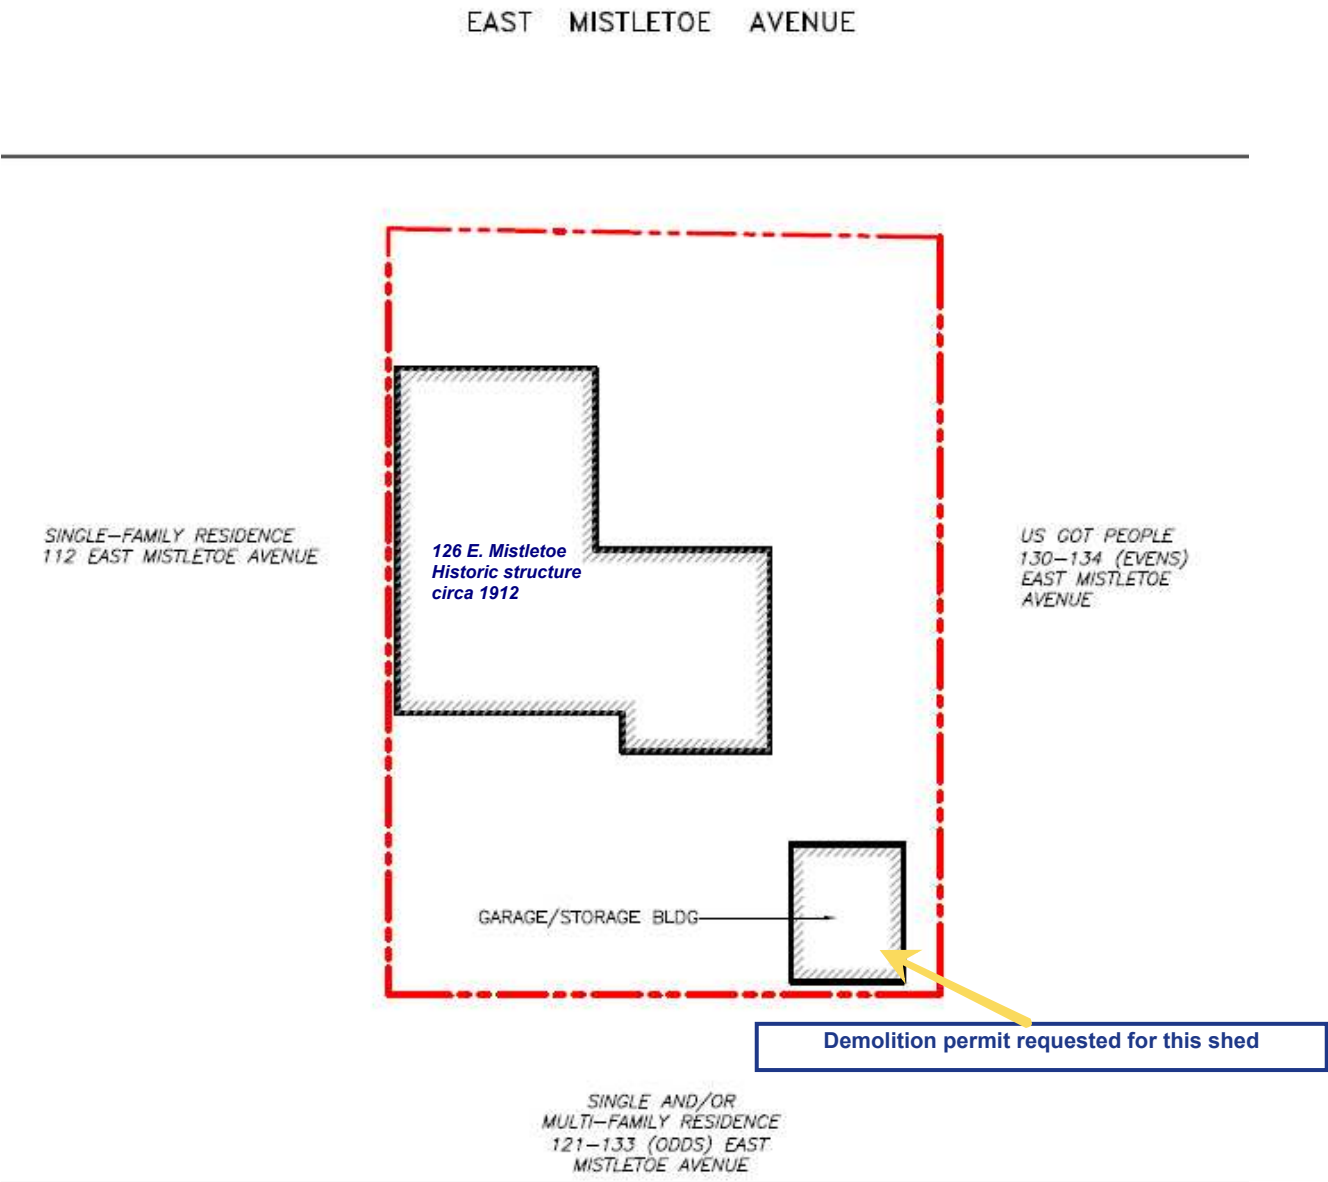 EAST MISTLETOE AVENUE
SINGLE-FAMILY RESIDENCE
112 EAST MISTLETOE AVENUE
126 E. Mistletoe
Historic structure
circa 1912
US GOT PEOPLE
130-134 (EVENS)
EAST MISTLETOE
AVENUE
GARAGE/STORAGE BLDG
Demolition permit requested for this shed
SINGLE AND/OR
MULTI-FAMILY RESIDENCE
121-133 (ODDS) EAST
MISTLETOE AVENUE